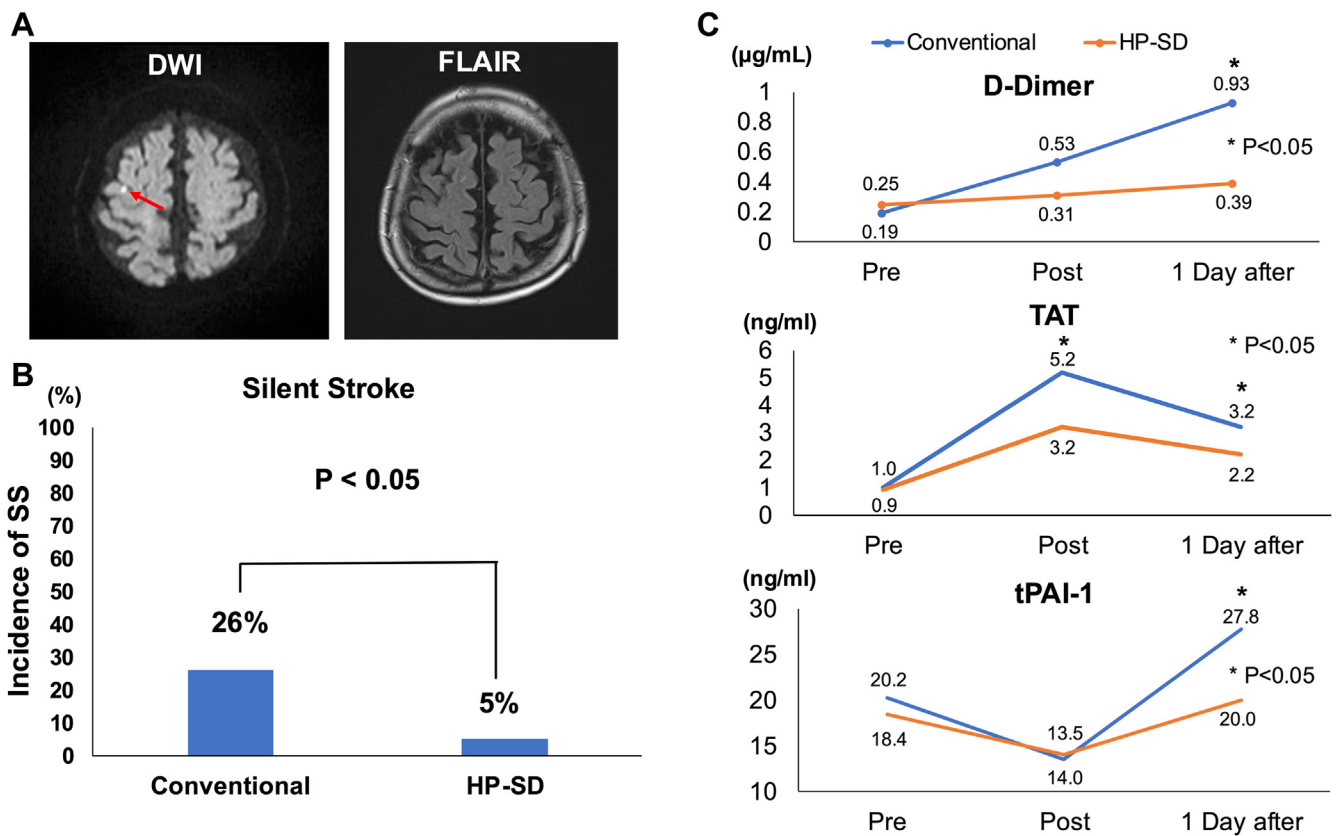 A
DWI
FLAIR
B
(%)
Silent Stroke
Incidence of SS
100
90
80
70
60
50
40
30
20
10
0
P < 0.05
26%
5%
Conventional
HP-SD
C
Conventional
HP-SD
(μg/mL)
D-Dimer
1
0.8
0.6
0.4
0.2
0
0.25
0.19
0.53
0.31
*
0.93
* P<0.05
0.39
Pre
Post
1 Day after
(ng/ml)
TAT
6
5
4
3
2
1
0
1.0
0.9
*
5.2
3.2
* P<0.05
*
3.2
2.2
Pre
Post
1 Day after
(ng/ml)
tPAI-1
30
25
20
15
10
20.2
18.4
13.5
14.0
*
27.8
* P<0.05
20.0
Pre
Post
1 Day after